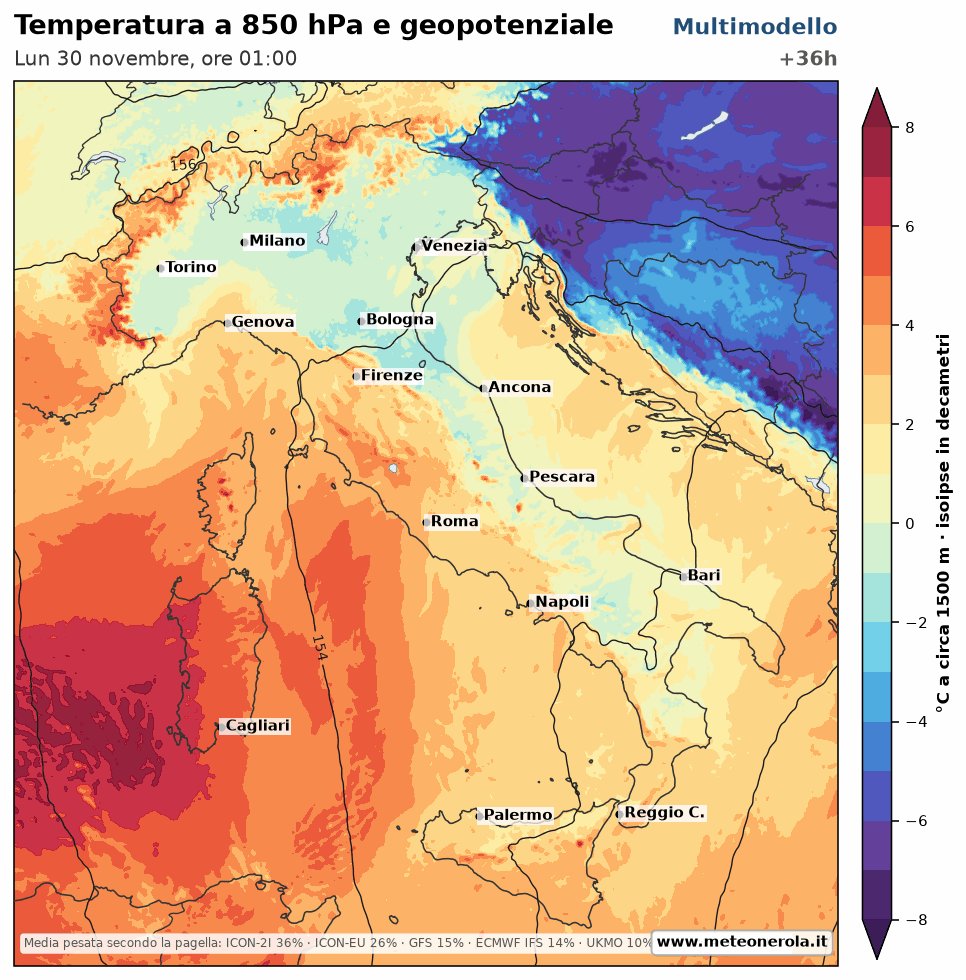 Temperatura a 850 hPa e geopotenziale
Multimodello
Lun 30 novembre, ore 01:00
+36h
156
Milano
Venezia
Torino
Genova
Bologna
Firenze
Ancona
Pescara
Roma
Bari
Napoli
154
Cagliari
Palermo
Reggio C.
8
6
4
2
0
−2
−4
−6
−8
°C a circa 1500 m · isoipse in decametri
Media pesata secondo la pagella: ICON-2I 36% · ICON-EU 26% · GFS 15% · ECMWF IFS 14% · UKMO 10%
www.meteonerola.it